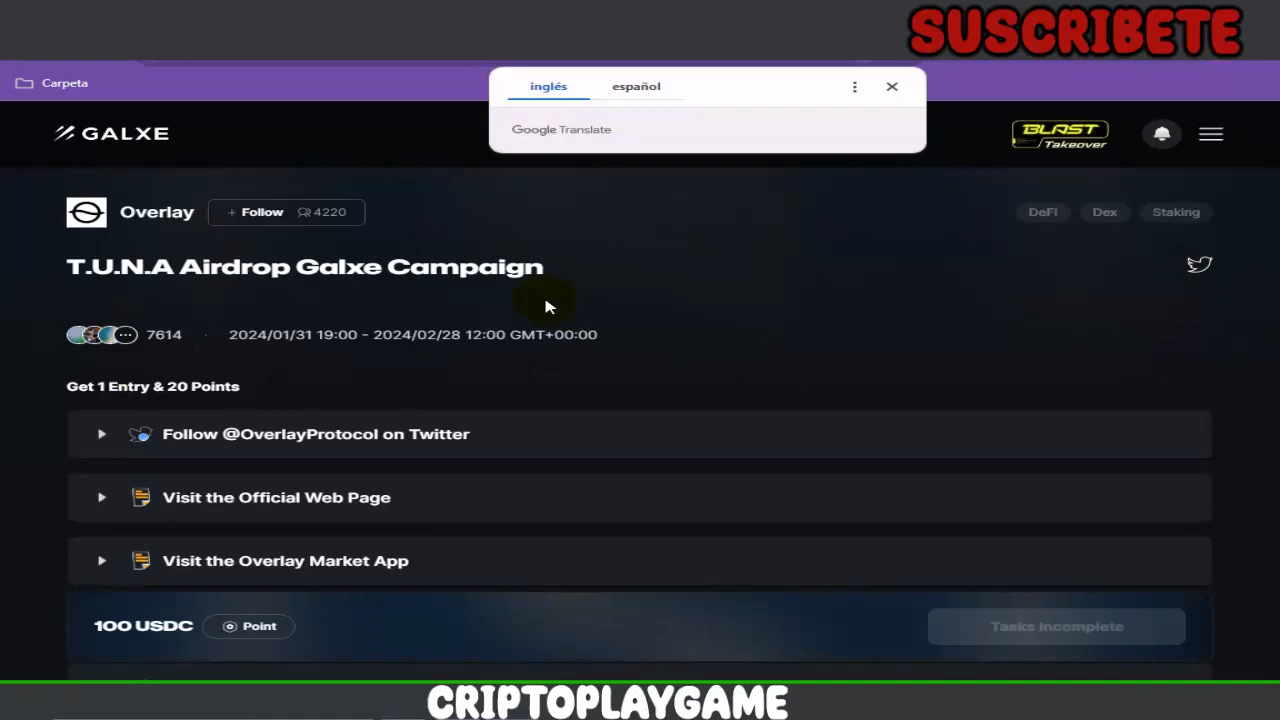 SUSCRIBETE
Carpeta
inglés español
Google Translate
GALXE
BLAST
Takeover
Overlay
+ Follow 4220
DeFi Dex Staking
T.U.N.A Airdrop Galxe Campaign
7614 · 2024/01/31 19:00 - 2024/02/28 12:00 GMT+00:00
Get 1 Entry & 20 Points
Follow @OverlayProtocol on Twitter
Visit the Official Web Page
Visit the Overlay Market App
100 USDC Point Tasks Incomplete
CRIPTOPLAYGAME